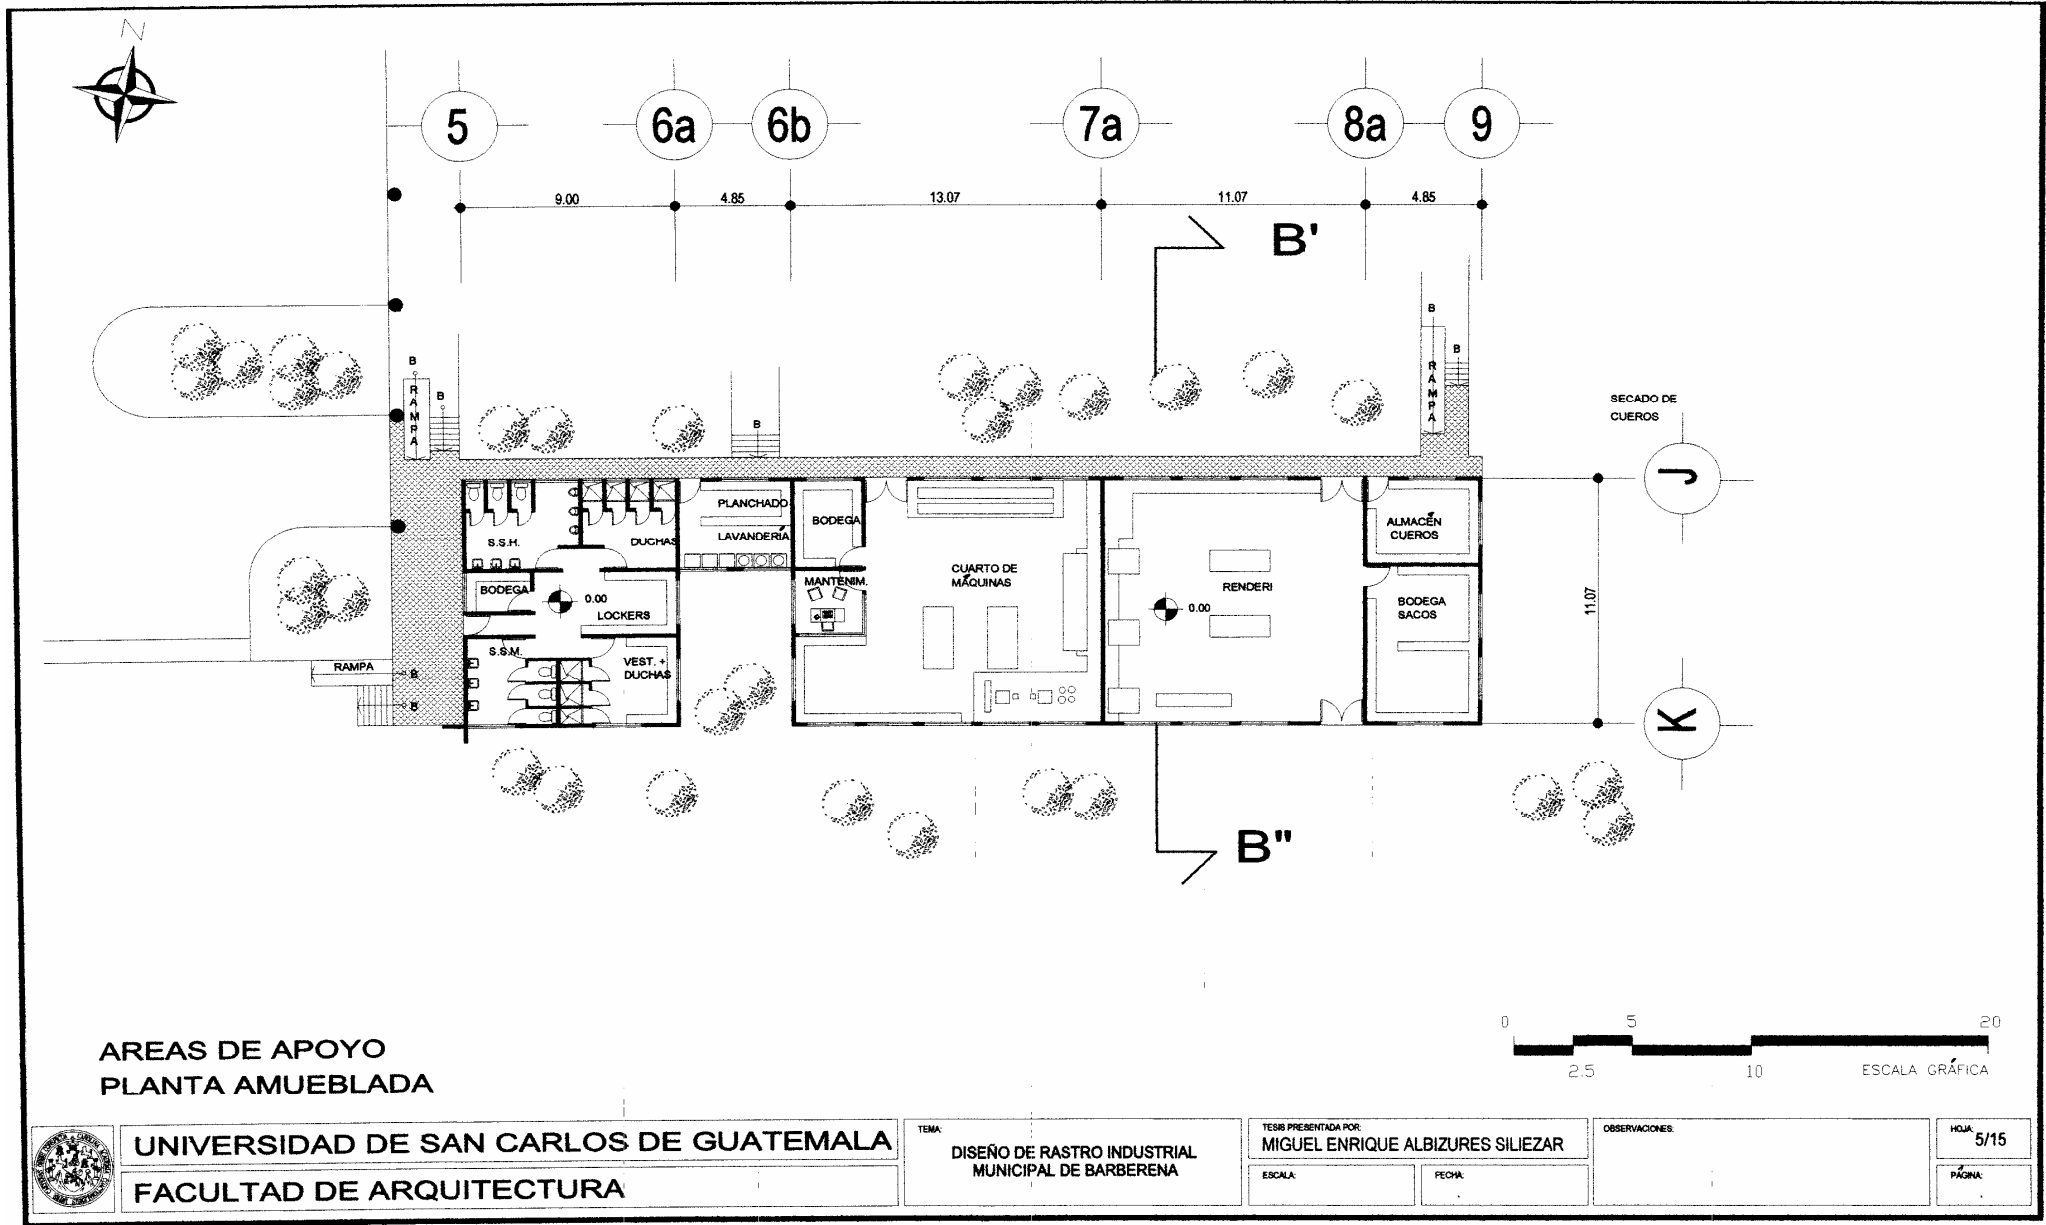 N
5
6a
6b
7a
8a
9
9.00
4.85
13.07
11.07
4.85
B'
B
B
B
RAMPA
B
B
RAMPA
B
SECADO DE
CUEROS
J
S.S.H.
DUCHAS
PLANCHADO
LAVANDERÍA
BODEGA
CUARTO DE
MÁQUINAS
RENDERI
ALMACÉN
CUEROS
BODEGA
0.00
LOCKERS
MANTENIM.
0.00
BODEGA
SACOS
11.07
S.S.M.
VEST. +
DUCHAS
RAMPA
B
B
K
B"
0
5
20
2.5
10
ESCALA GRÁFICA
AREAS DE APOYO
PLANTA AMUEBLADA
UNIVERSIDAD DE SAN CARLOS DE GUATEMALA
FACULTAD DE ARQUITECTURA
TEMA:
DISEÑO DE RASTRO INDUSTRIAL
MUNICIPAL DE BARBERENA
TESIS PRESENTADA POR:
MIGUEL ENRIQUE ALBIZURES SILIEZAR
ESCALA:
FECHA:
OBSERVACIONES:
HOJA:
5/15
PÁGINA: